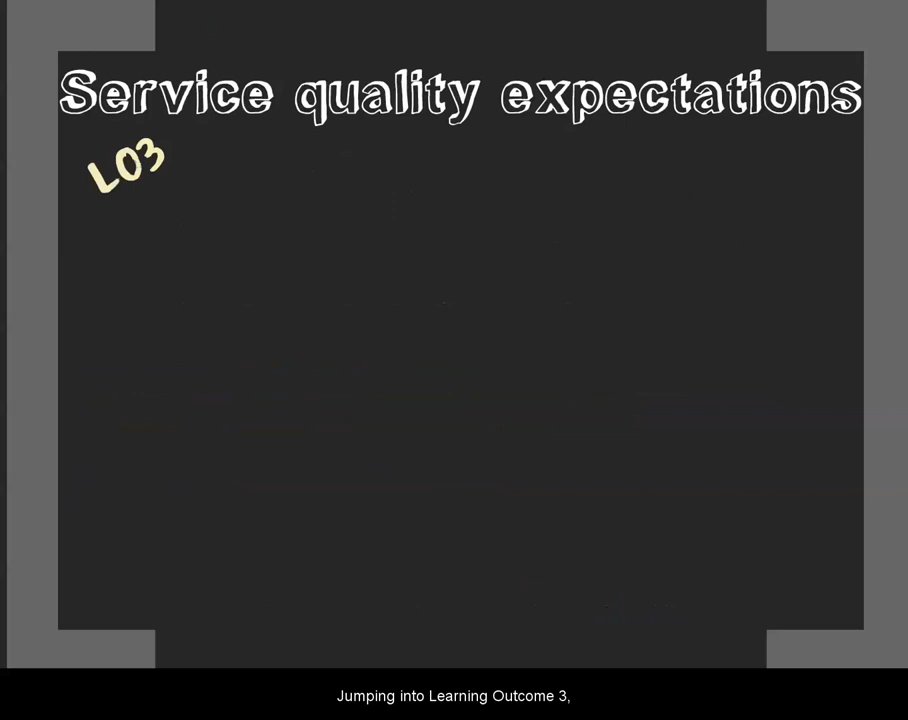 Service quality expectations
LO3
Jumping into Learning Outcome 3,